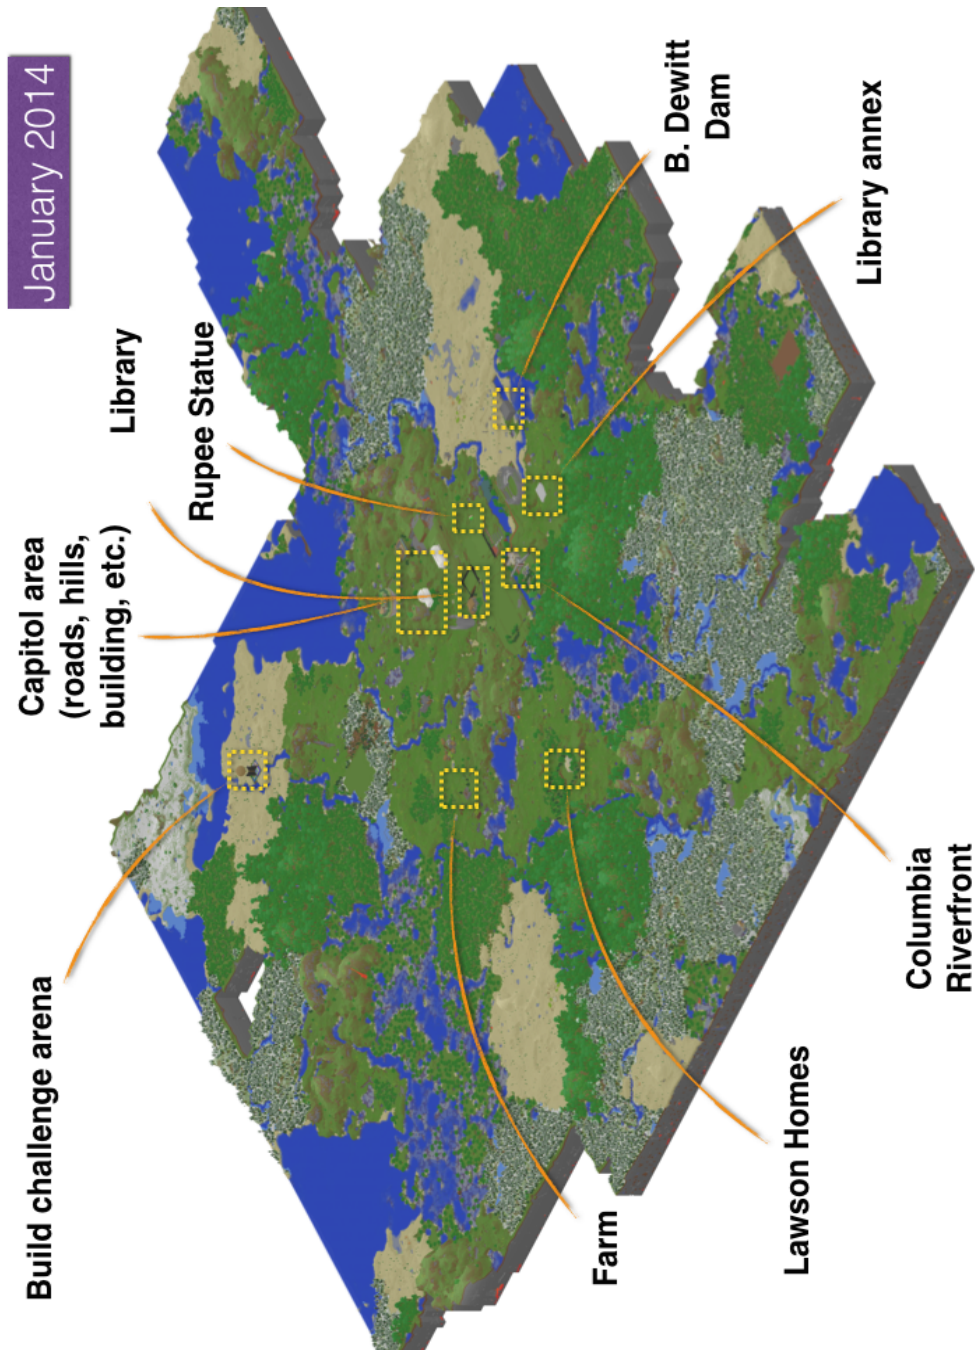 January 2014
Build challenge arena
Capitol area
(roads, hills,
building, etc.)
Library
Rupee Statue
B. Dewitt
Dam
Library annex
Columbia
Riverfront
Lawson Homes
Farm